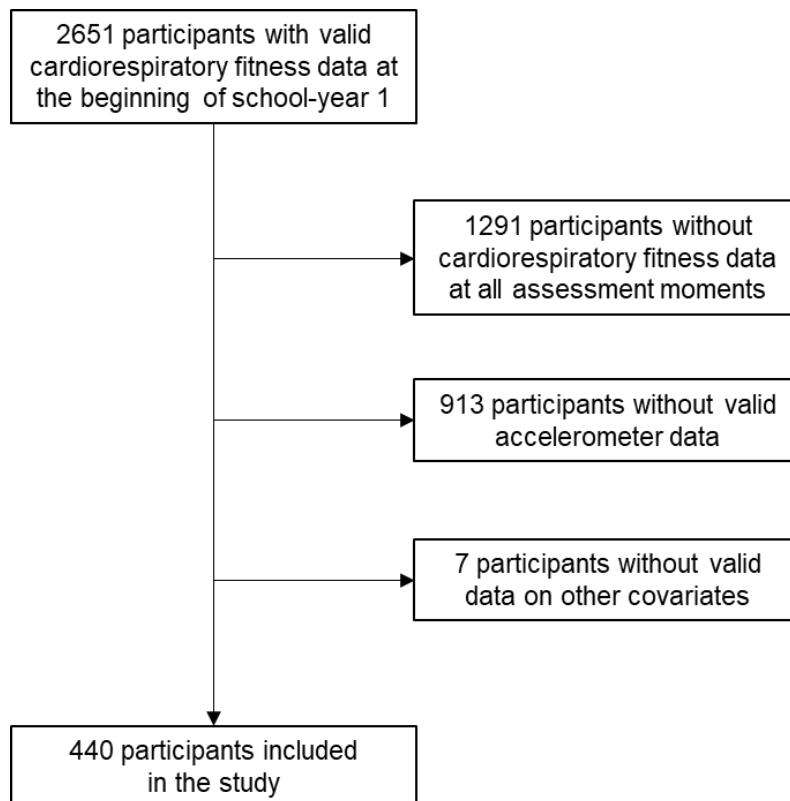 2651 participants with valid
cardiorespiratory fitness data at
the beginning of school-year 1
1291 participants without
cardiorespiratory fitness data
at all assessment moments
913 participants without valid
accelerometer data
7 participants without valid
data on other covariates
440 participants included
in the study